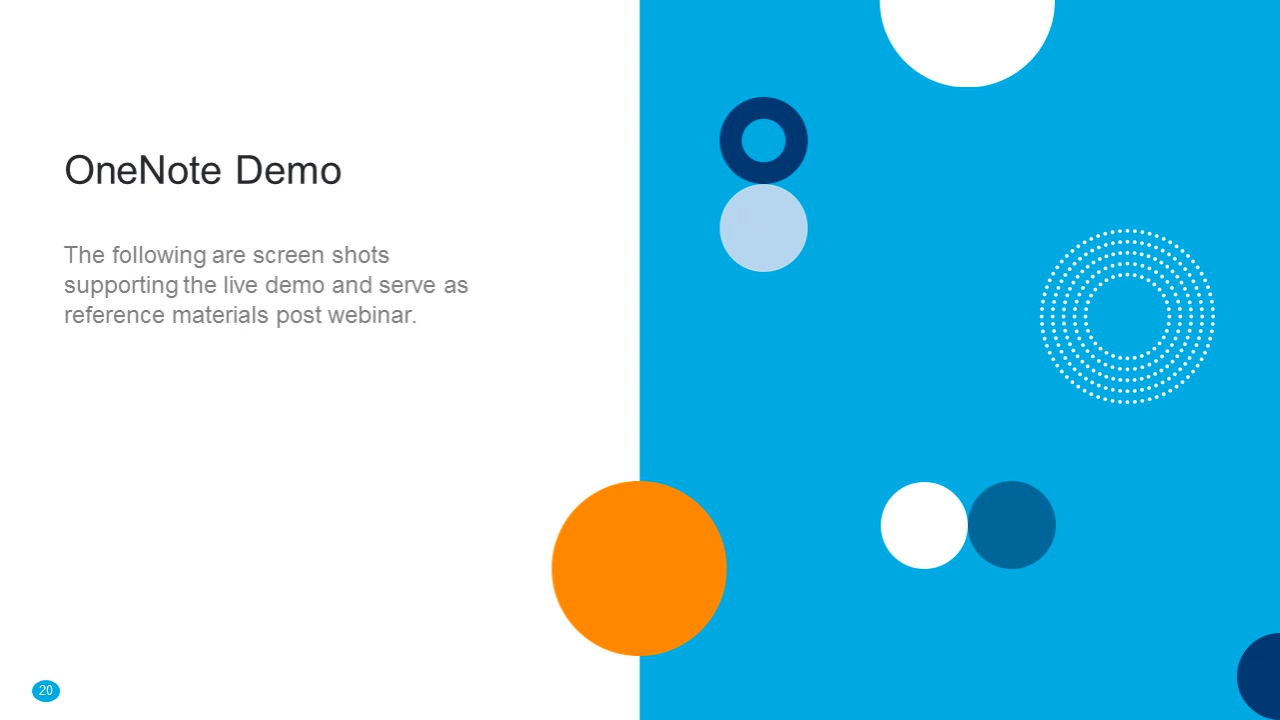 OneNote Demo
The following are screen shots
supporting the live demo and serve as
reference materials post webinar.
20